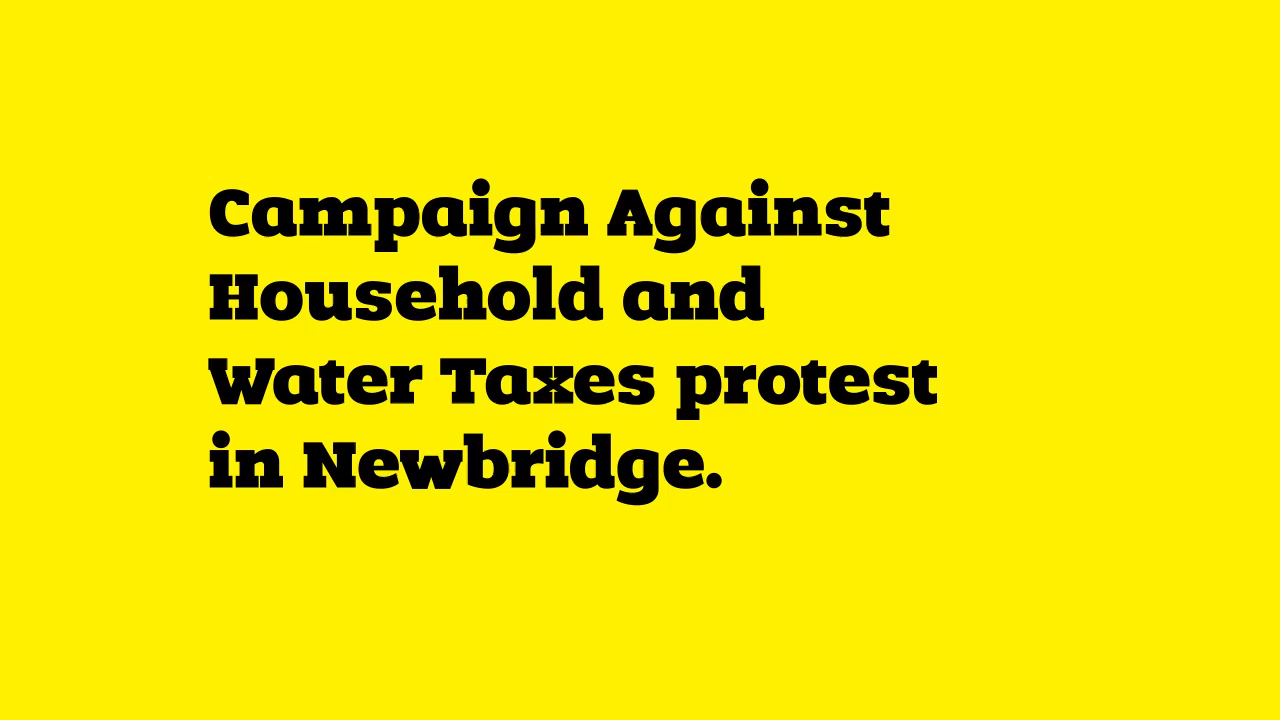 Campaign Against
Household and
Water Taxes protest
in Newbridge.